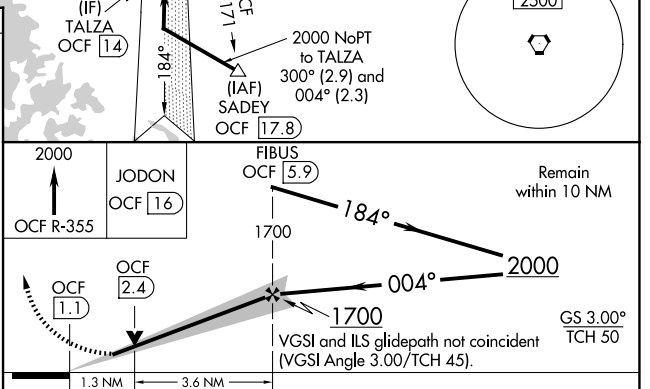 (IF)
TALZA
OCF 14
184°
OCF
171
2000 NoPT
to TALZA
300° (2.9) and
004° (2.3)
(IAF)
SADEY
OCF 17.8
2500
2000
OCF R-355
JODON
OCF 16
FIBUS
OCF 5.9
Remain
within 10 NM
184°
1700
2000
004°
OCF
2.4
OCF
1.1
1700
VGSI and ILS glidepath not coincident
(VGSI Angle 3.00/TCH 45).
GS 3.00°
TCH 50
1.3 NM
3.6 NM